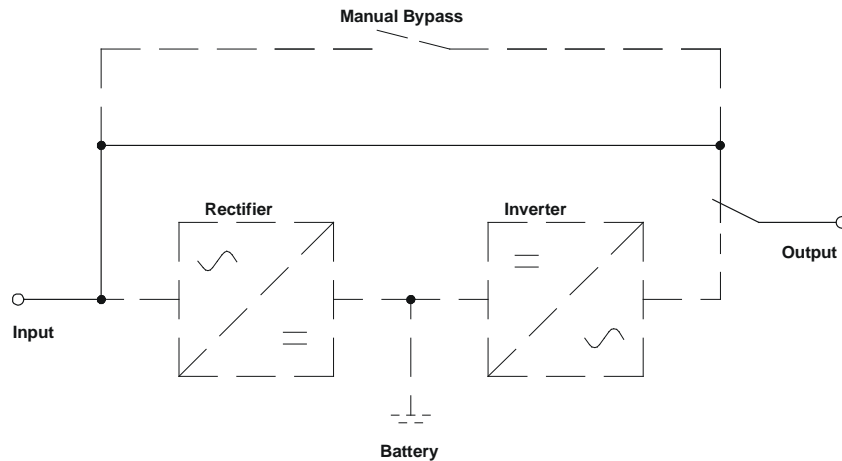 Manual Bypass
Rectifier
Inverter
Output
Input
Battery